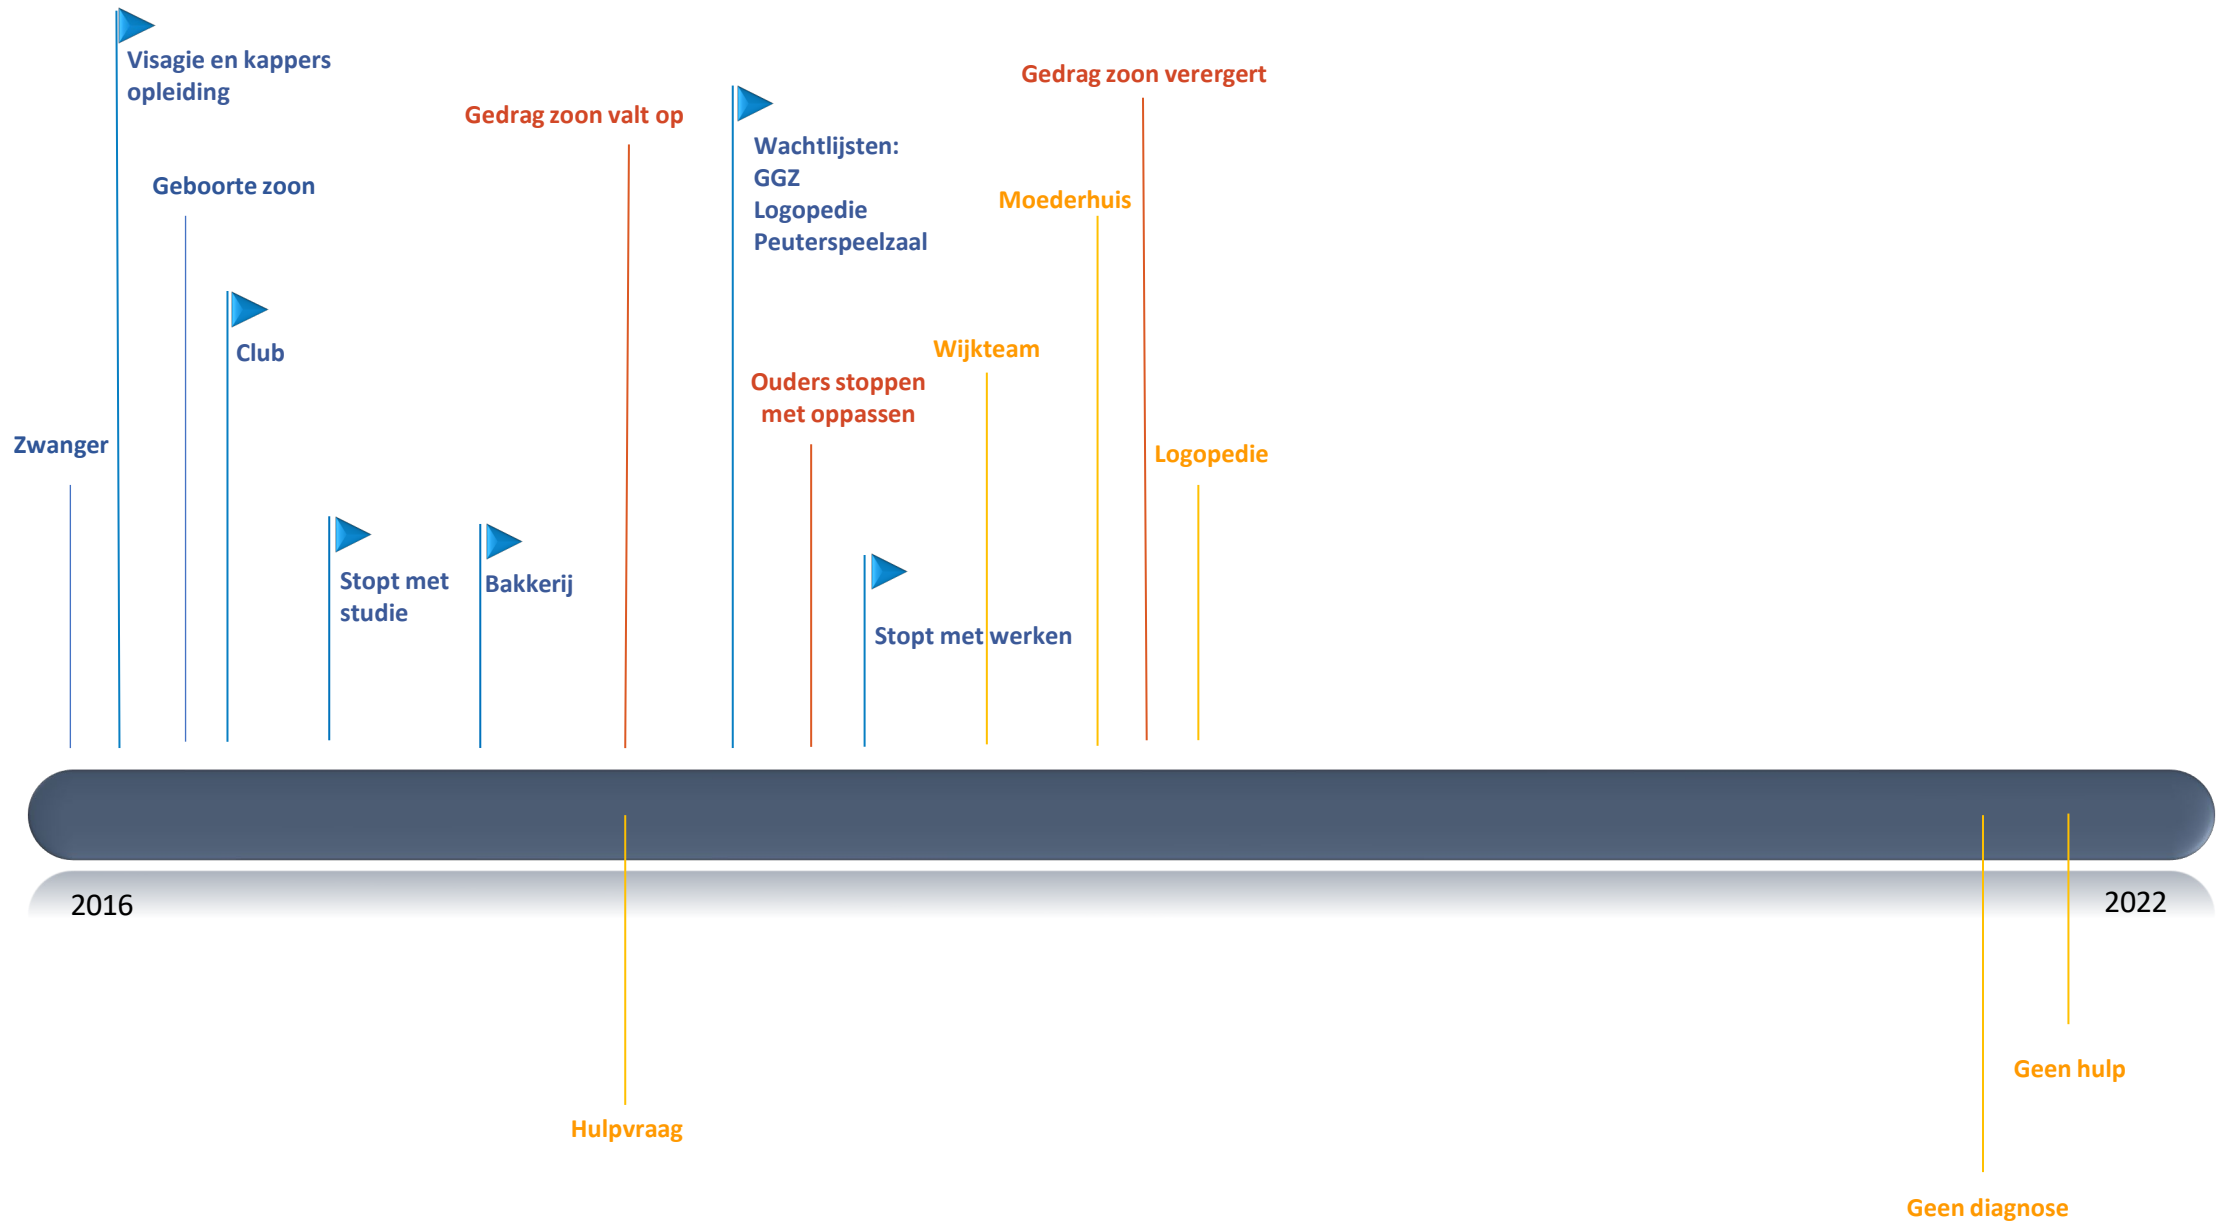 Visagie en kappers
opleiding
Gedrag zoon verergert
Gedrag zoon valt op
Wachtlijsten:
GGZ
Logopedie
Peuterspeelzaal
Geboorte zoon
Moederhuis
Club
Wijkteam
Ouders stoppen
met oppassen
Zwanger
Logopedie
Stopt met
studie
Bakkerij
Stopt met werken
2016
2022
Geen hulp
Hulpvraag
Geen diagnose